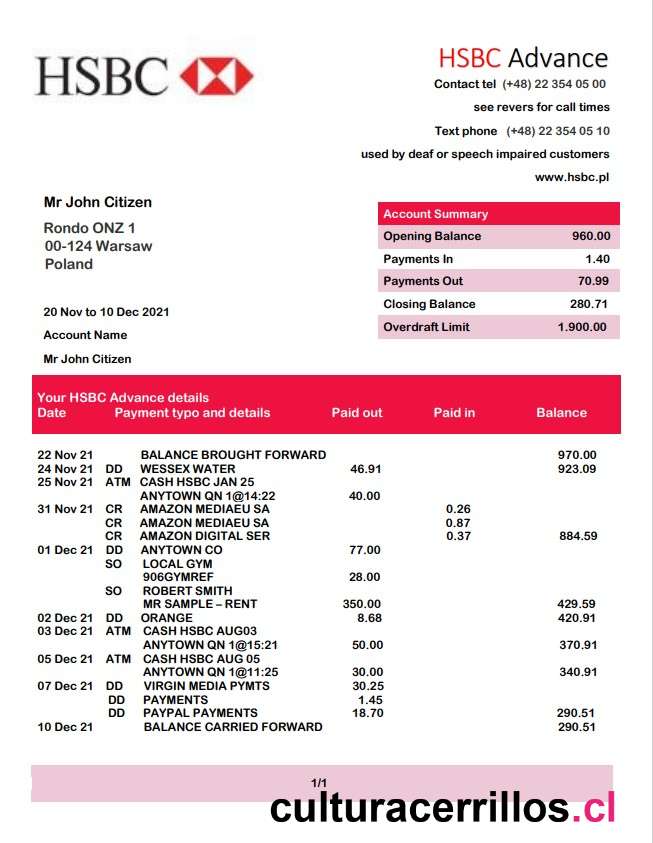 HSBC
HSBC Advance
Contact tel (+48) 22 354 05 00
see revers for call times
Text phone (+48) 22 354 05 10
used by deaf or speech impaired customers
www.hsbc.pl
Mr John Citizen
Rondo ONZ 1
00-124 Warsaw
Poland
20 Nov to 10 Dec 2021
Account Name
Mr John Citizen
Account Summary
Opening Balance 960.00
Payments In 1.40
Payments Out 70.99
Closing Balance 280.71
Overdraft Limit 1.900.00
Your HSBC Advance details
Date Payment typo and details Paid out Paid in Balance
22 Nov 21 BALANCE BROUGHT FORWARD 970.00
24 Nov 21 DD WESSEX WATER 46.91 923.09
25 Nov 21 ATM CASH HSBC JAN 25
ANYTOWN QN 1@14:22 40.00
31 Nov 21 CR AMAZON MEDIAEU SA 0.26
CR AMAZON MEDIAEU SA 0.87
CR AMAZON DIGITAL SER 0.37 884.59
01 Dec 21 DD ANYTOWN CO 77.00
SO LOCAL GYM
906GYMREF 28.00
SO ROBERT SMITH
MR SAMPLE – RENT 350.00 429.59
02 Dec 21 DD ORANGE 8.68 420.91
03 Dec 21 ATM CASH HSBC AUG03
ANYTOWN QN 1@15:21 50.00 370.91
05 Dec 21 ATM CASH HSBC AUG 05
ANYTOWN QN 1@11:25 30.00 340.91
07 Dec 21 DD VIRGIN MEDIA PYMTS 30.25
DD PAYMENTS 1.45
DD PAYPAL PAYMENTS 18.70 290.51
10 Dec 21 BALANCE CARRIED FORWARD 290.51
1/1
culturacerrillos.cl